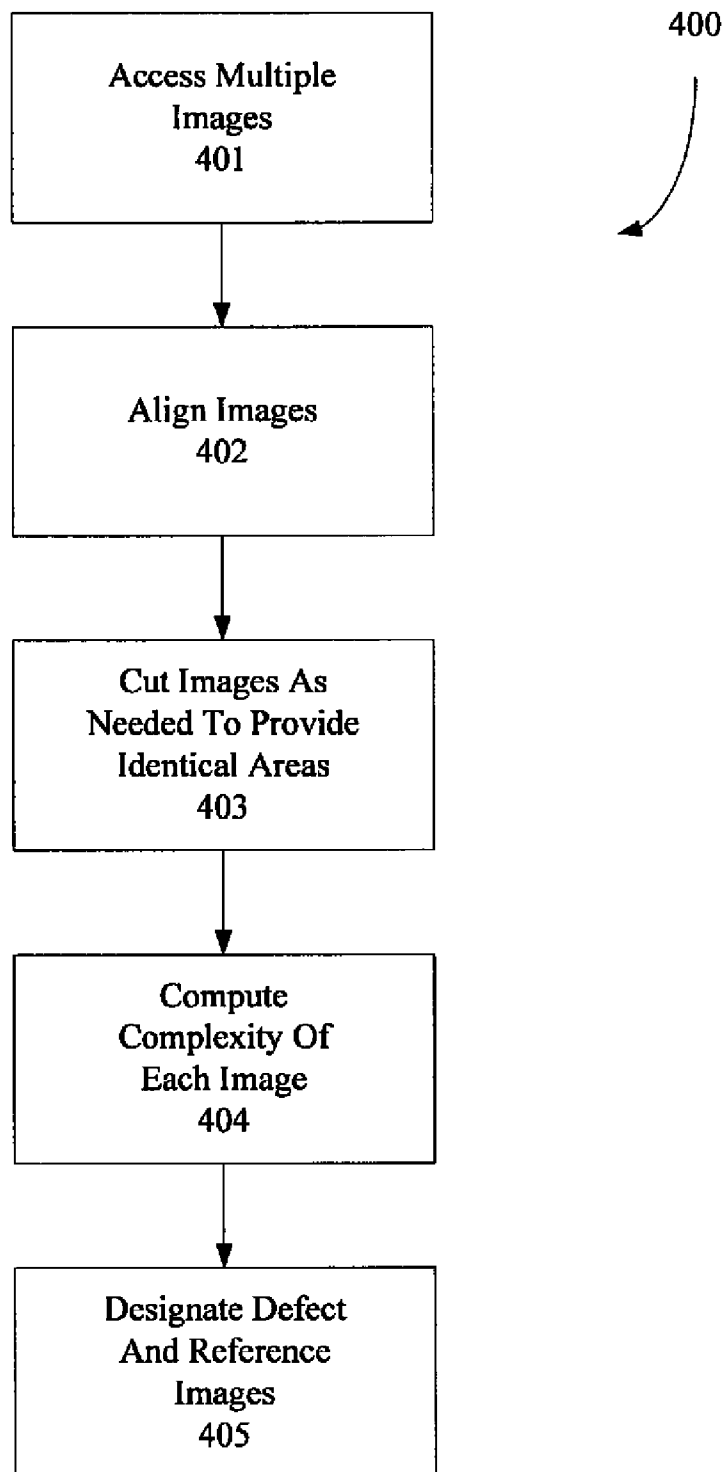 400
Access Multiple
Images
401
Align Images
402
Cut Images As
Needed To Provide
Identical Areas
403
Compute
Complexity Of
Each Image
404
Designate Defect
And Reference
Images
405